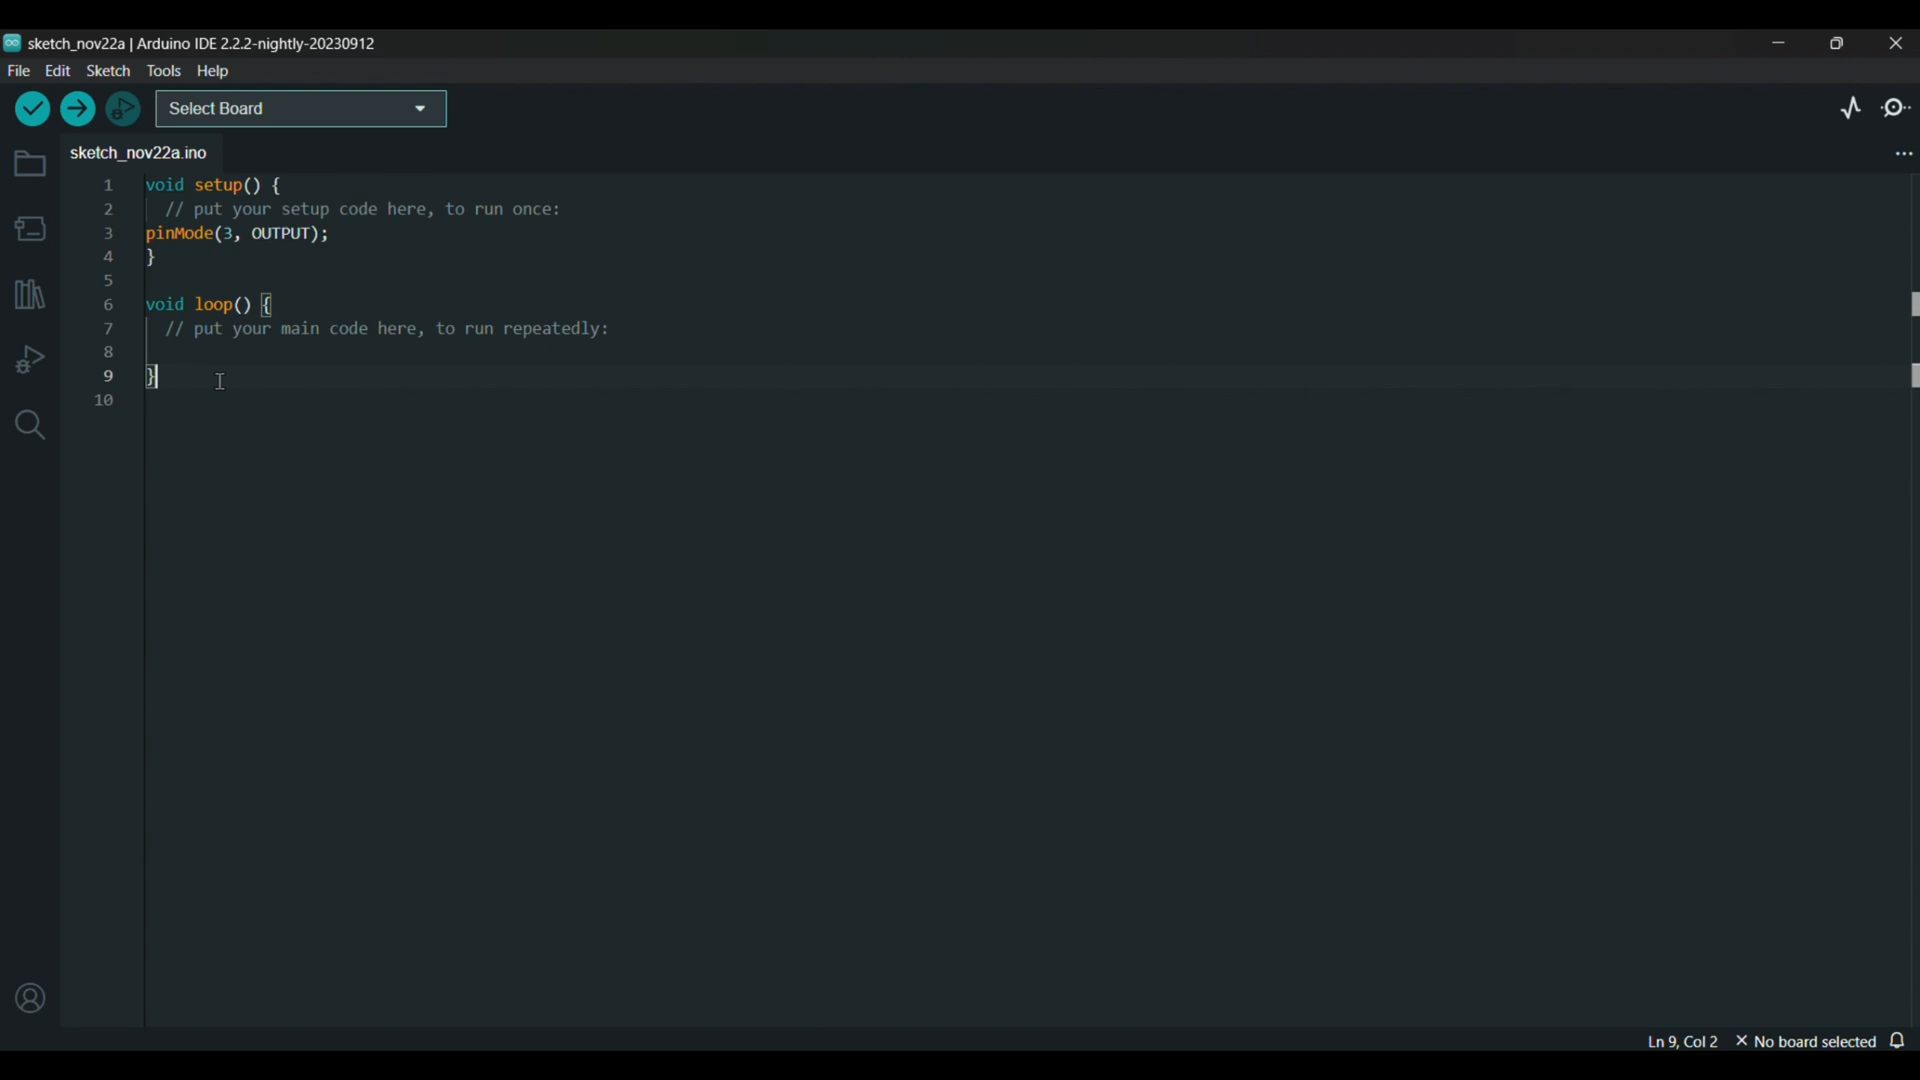 sketch_nov22a | Arduino IDE 2.2.2-nightly-20230912
File Edit Sketch Tools Help
Select Board
sketch_nov22a.ino
1 void setup() {
2 // put your setup code here, to run once:
3 pinMode(3, OUTPUT);
4 }
5
6 void loop() {
7 // put your main code here, to run repeatedly:
8
9 }
10
Ln 9, Col 2 × No board selected